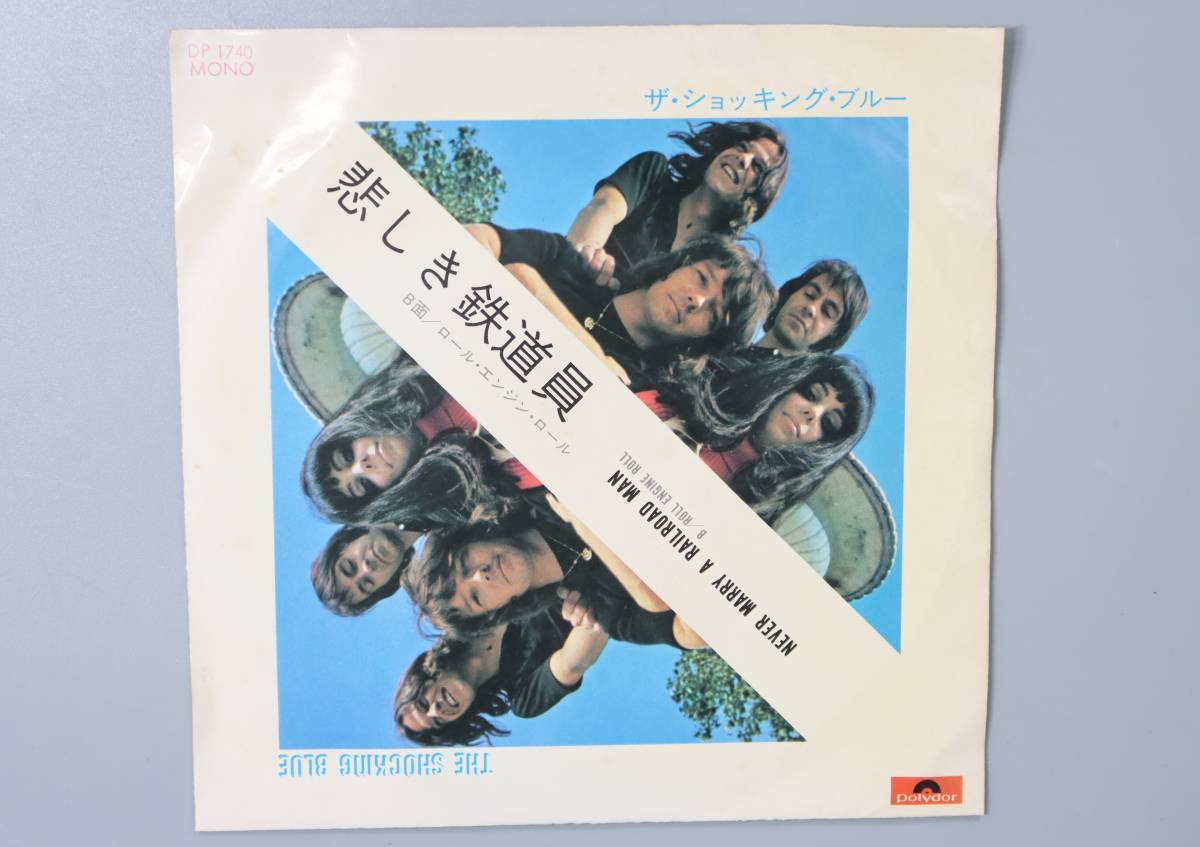 DP 1740
MONO
ザ・ショッキング・ブルー
悲しき鉄道員
B面/ロール・エンジン・ロール
NEVER MARRY A RAILROAD MAN
B/ROLL ENGINE ROLL
THE SHOCKING BLUE
polydor